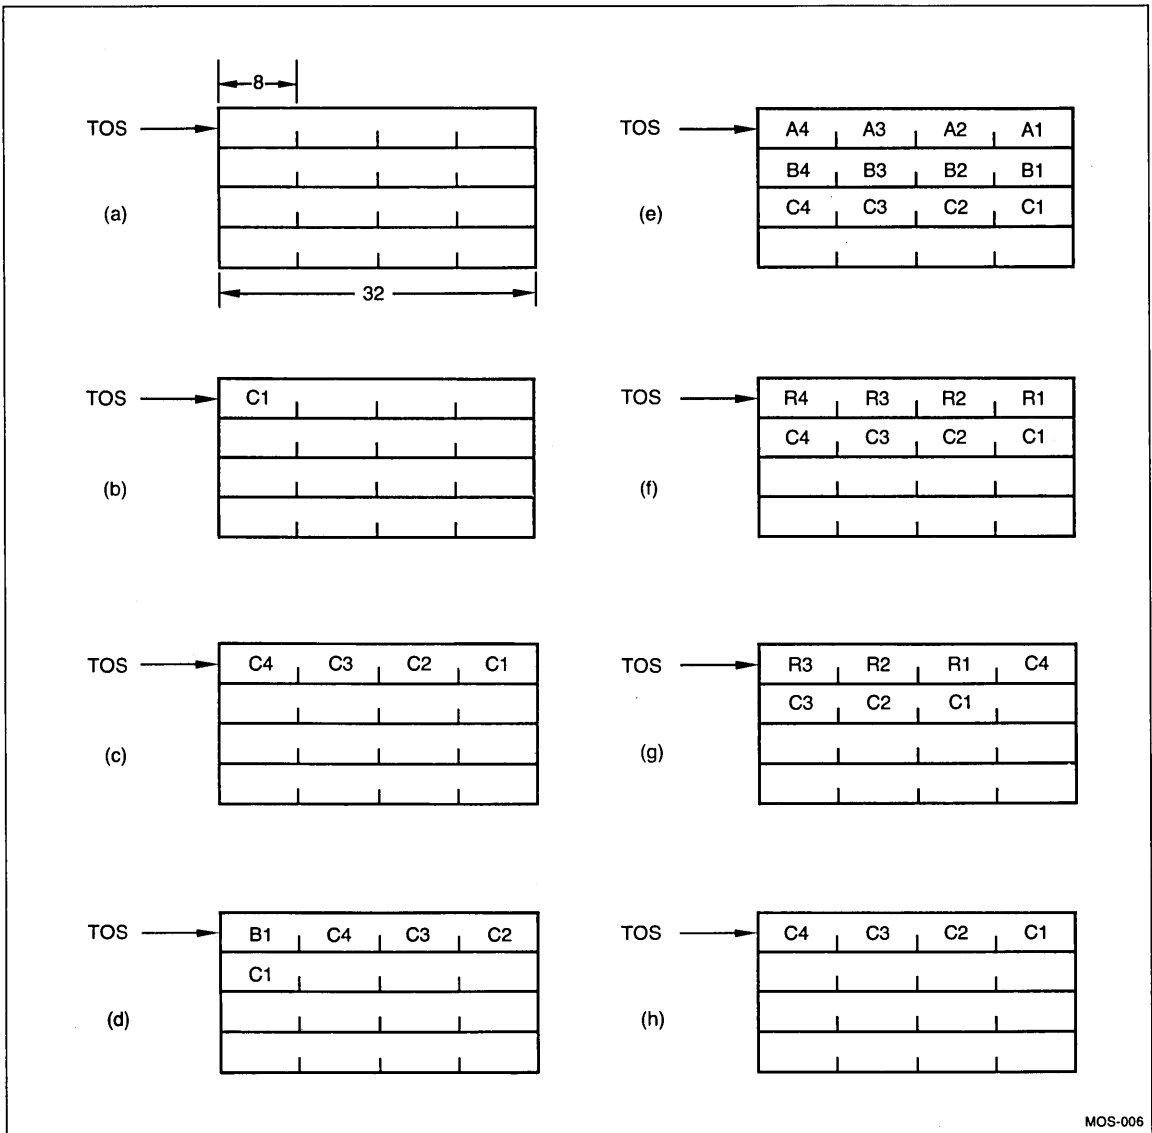 8
TOS
(a)
32
TOS
C1
(b)
TOS
C4 C3 C2 C1
(c)
TOS
B1 C4 C3 C2
C1
(d)
TOS
A4 A3 A2 A1
B4 B3 B2 B1
(e)
C4 C3 C2 C1
TOS
R4 R3 R2 R1
C4 C3 C2 C1
(f)
TOS
R3 R2 R1 C4
C3 C2 C1
(g)
TOS
C4 C3 C2 C1
(h)
MOS-006